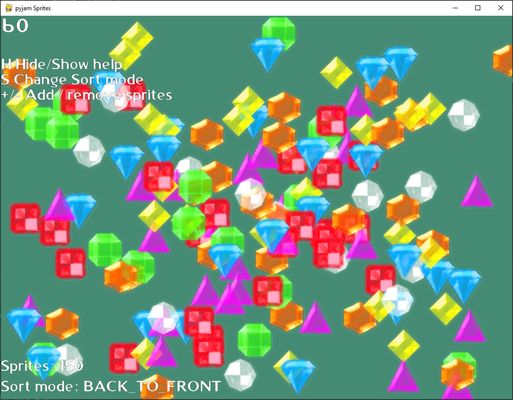 pyjam Sprites
60
H Hide/Show help
S Change Sort mode
+/- Add / remove sprites
Sprites: 150
Sort mode: BACK_TO_FRONT